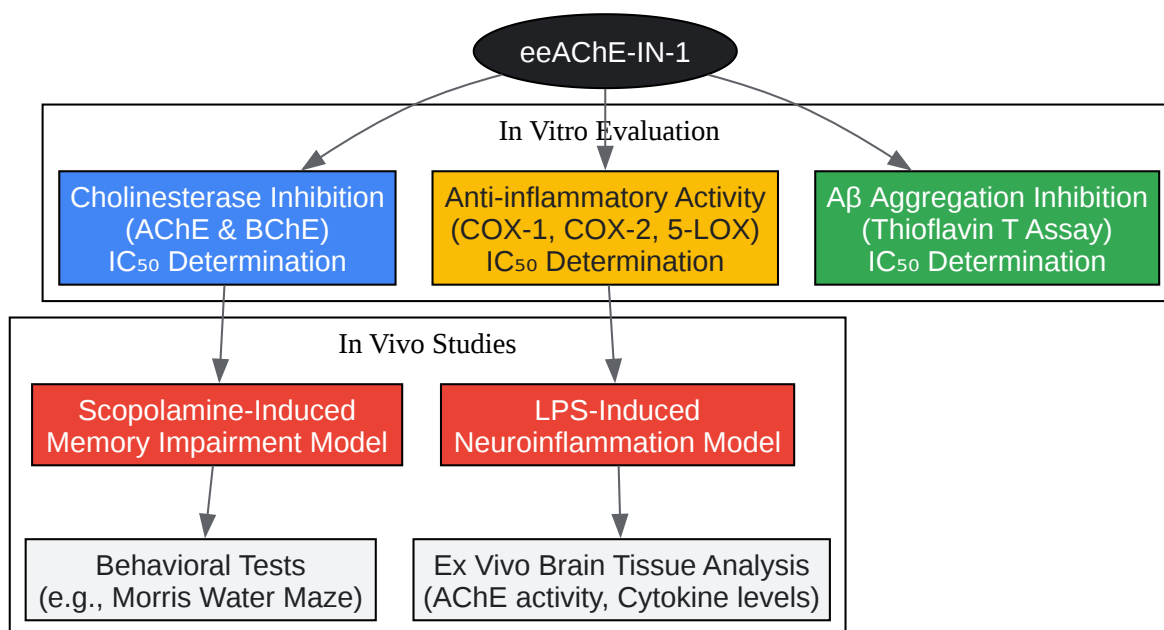 eeAChE-IN-1
In Vitro Evaluation
Cholinesterase Inhibition
(AChE & BChE)
IC₅₀ Determination
Anti-inflammatory Activity
(COX-1, COX-2, 5-LOX)
IC₅₀ Determination
Aβ Aggregation Inhibition
(Thioflavin T Assay)
IC₅₀ Determination
In Vivo Studies
Scopolamine-Induced
Memory Impairment Model
LPS-Induced
Neuroinflammation Model
Behavioral Tests
(e.g., Morris Water Maze)
Ex Vivo Brain Tissue Analysis
(AChE activity, Cytokine levels)